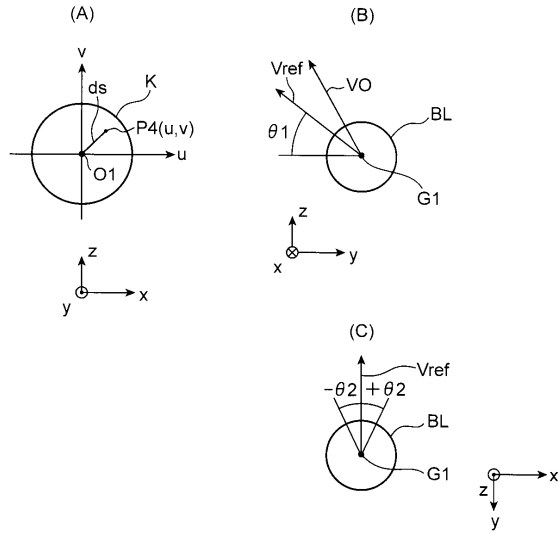 (A)
v
ds
K
P4(u,v)
u
O1
z
y
x
(B)
Vref
VO
BL
θ1
G1
z
x
y
(C)
Vref
−θ2 +θ2
BL
G1
z
x
y